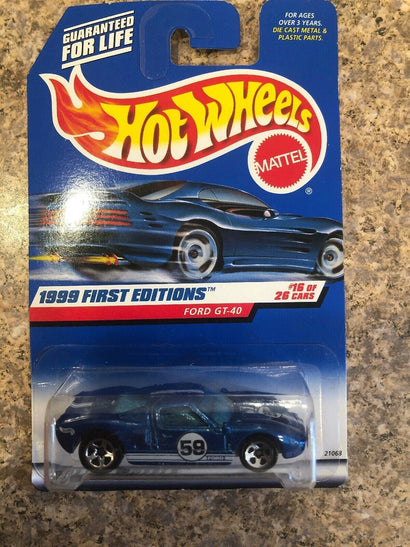 GUARANTEED
FOR LIFE
FOR AGES
OVER 3 YEARS.
DIE CAST METAL &
PLASTIC PARTS.
HOT WHEELS
MATTEL
®
1999 FIRST EDITIONS™
FORD GT-40
#16 OF
26 CARS
59
21068